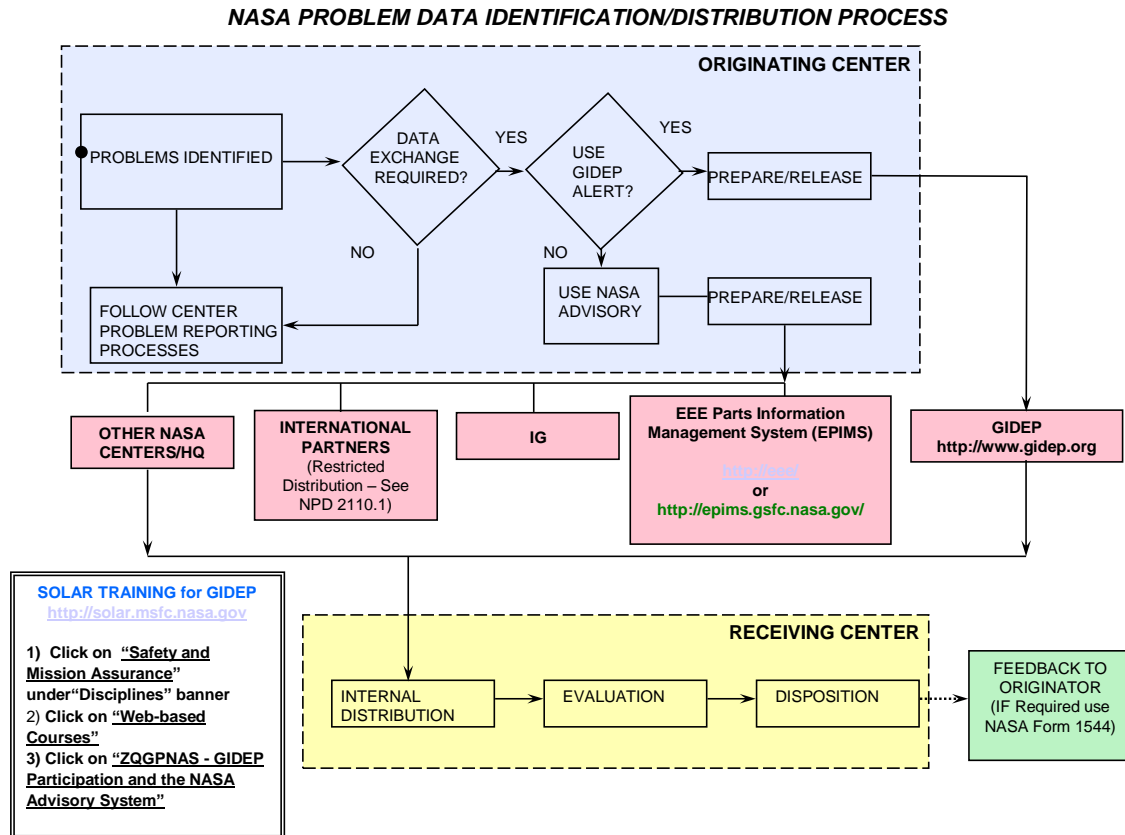 NASA PROBLEM DATA IDENTIFICATION/DISTRIBUTION PROCESS
ORIGINATING CENTER
PROBLEMS IDENTIFIED
DATA
EXCHANGE
REQUIRED?
YES
USE
GIDEP
ALERT?
YES
PREPARE/RELEASE
NO
NO
FOLLOW CENTER
PROBLEM REPORTING
PROCESSES
USE NASA
ADVISORY
PREPARE/RELEASE
OTHER NASA
CENTERS/HQ
INTERNATIONAL
PARTNERS
(Restricted
Distribution – See
NPD 2110.1)
IG
EEE Parts Information
Management System (EPIMS)
http://eee/
or
http://epims.gsfc.nasa.gov/
GIDEP
http://www.gidep.org
SOLAR TRAINING for GIDEP
http://solar.msfc.nasa.gov
1) Click on “Safety and
Mission Assurance”
under“Disciplines” banner
2) Click on “Web-based
Courses”
3) Click on “ZQGPNAS - GIDEP
Participation and the NASA
Advisory System”
RECEIVING CENTER
INTERNAL
DISTRIBUTION
EVALUATION
DISPOSITION
FEEDBACK TO
ORIGINATOR
(IF Required use
NASA Form 1544)